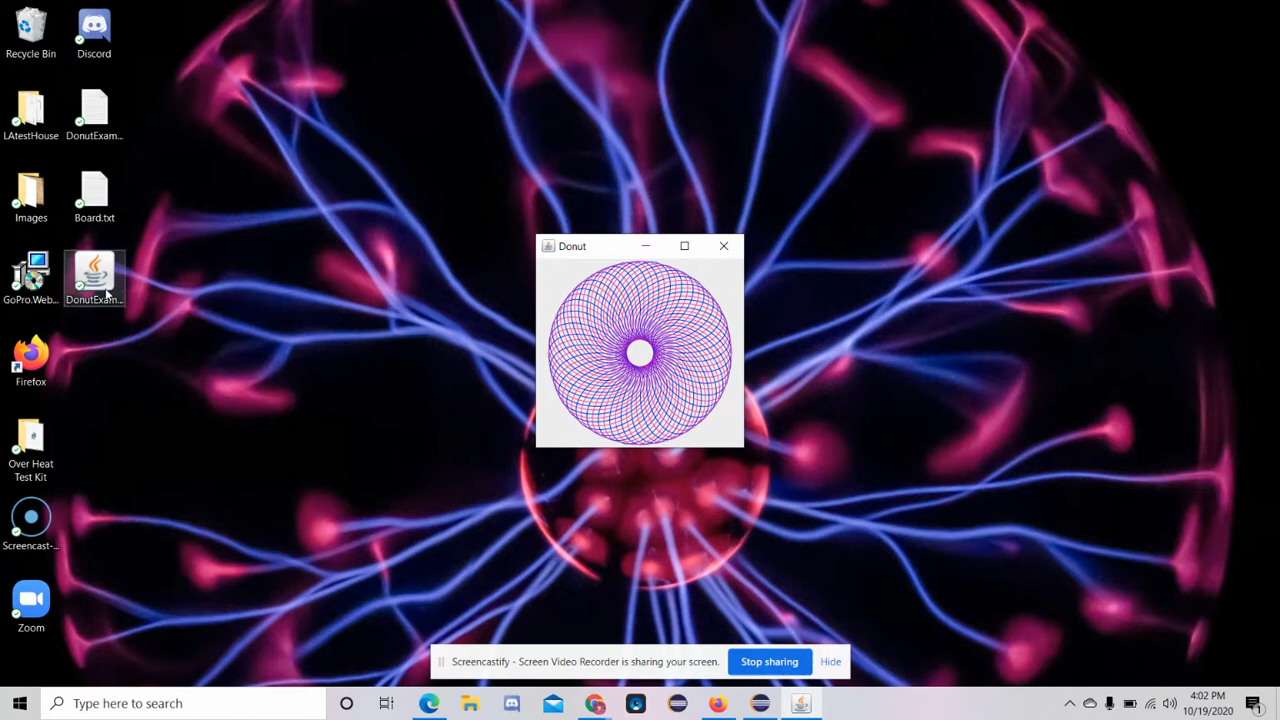 Recycle Bin
Discord
LAtestHouse
DonutExam...
Images
Board.txt
GoPro.Web...
DonutExam...
Firefox
Over Heat
Test Kit
Screencast-...
Zoom
Donut
Screencastify - Screen Video Recorder is sharing your screen.
Stop sharing
Hide
Type here to search
4:02 PM
10/19/2020
1